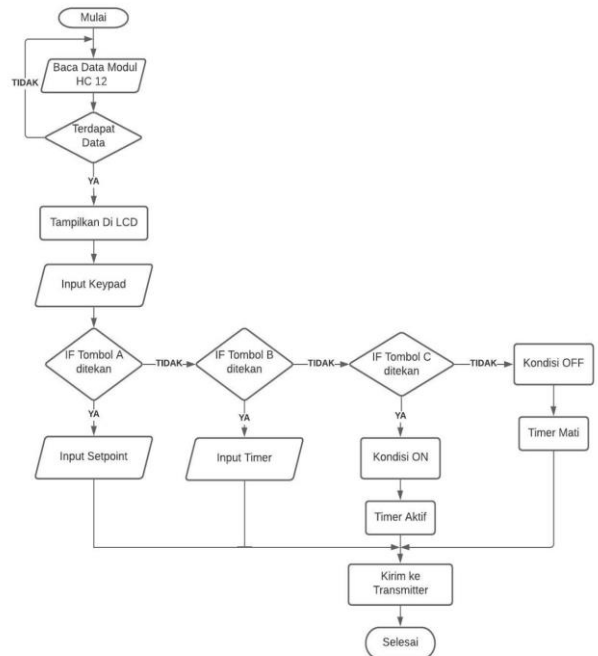 Mulai
Baca Data Modul
HC 12
TIDAK
Terdapat
Data
YA
Tampilkan Di LCD
Input Keypad
IF Tombol A
ditekan
TIDAK
IF Tombol B
ditekan
TIDAK
IF Tombol C
ditekan
TIDAK
Kondisi OFF
YA
YA
YA
Timer Mati
Input Setpoint
Input Timer
Kondisi ON
Timer Aktif
Kirim ke
Transmitter
Selesai